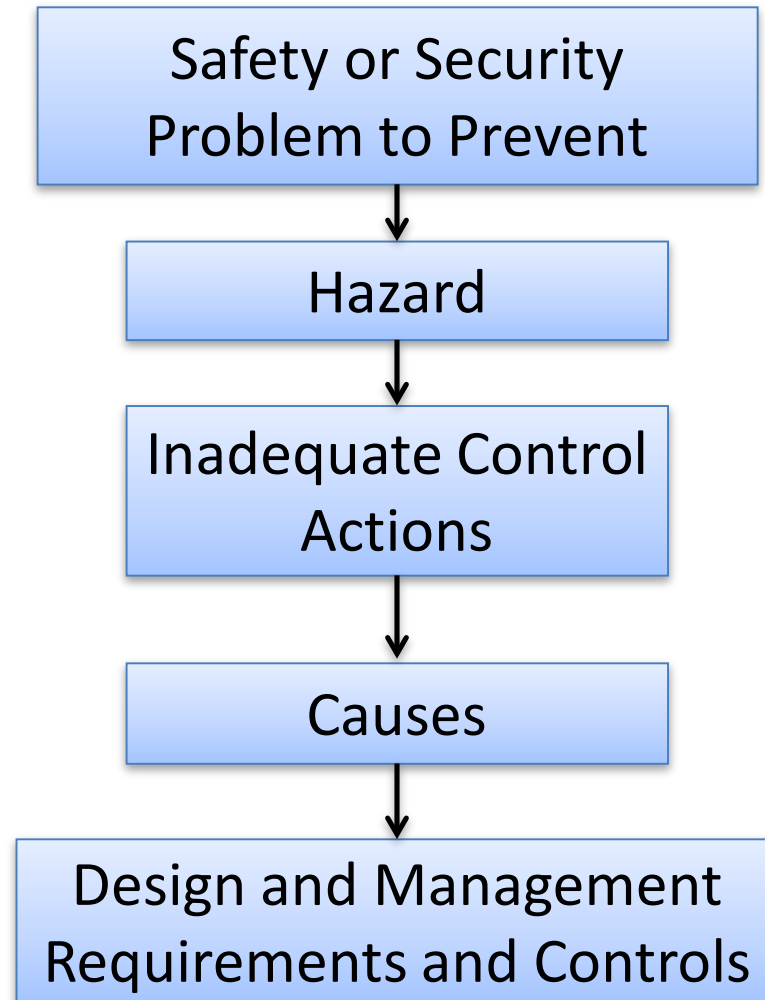 Safety or Security
Problem to Prevent
Hazard
Inadequate Control
Actions
Causes
Design and Management
Requirements and Controls